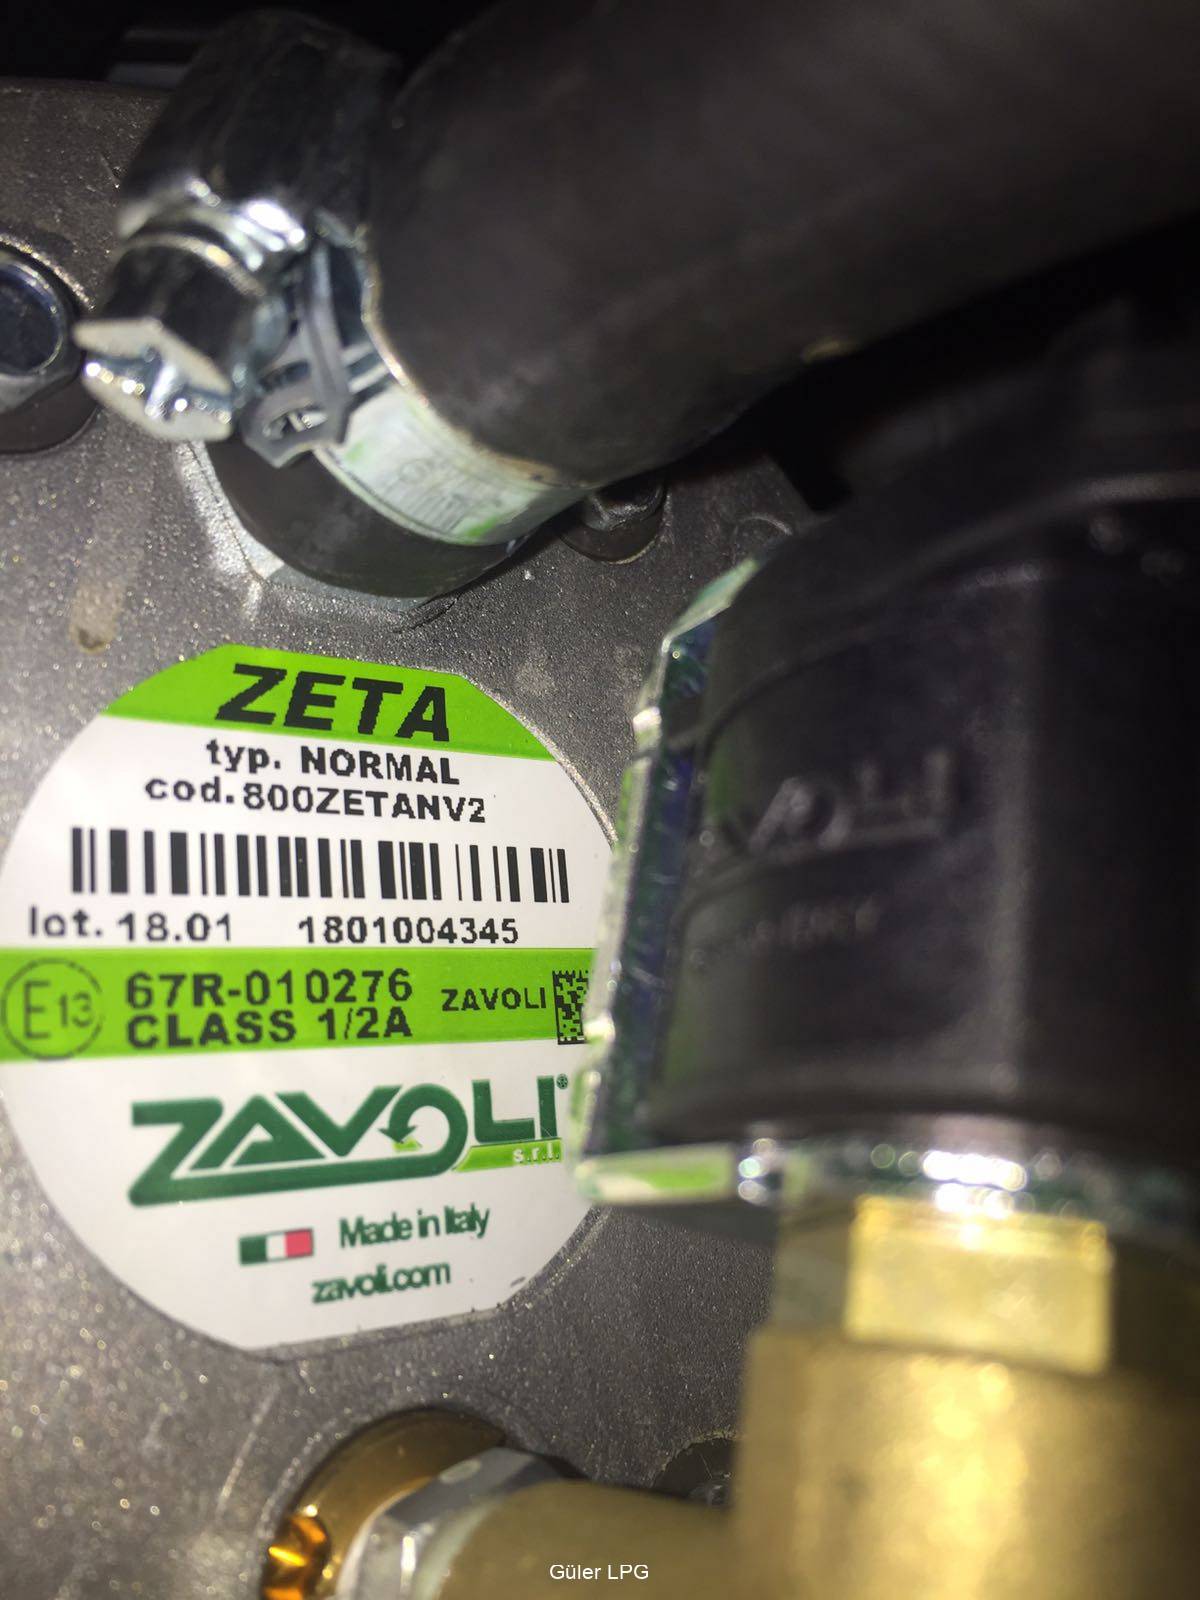 ZETA
typ. NORMAL
cod. 800ZETANV2
lot. 18.01 1801004345
E13 67R-010276 ZAVOLI
CLASS 1/2A
ZAVOLI®
s.r.l.
Made in Italy
zavoli.com
ZAVOLI
Güler LPG